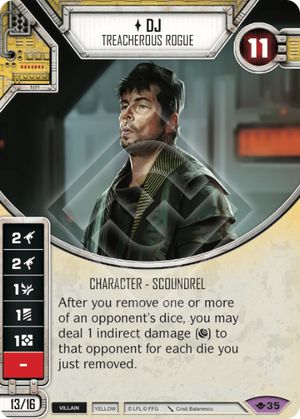 DJ
TREACHEROUS ROGUE
11
2
2
1
1
1
-
CHARACTER - SCOUNDREL
After you remove one or more
of an opponent's dice, you may
deal 1 indirect damage () to
that opponent for each die you
just removed.
13/16
VILLAIN
YELLOW
© LFL © FFG
Cristi Balanescu
35